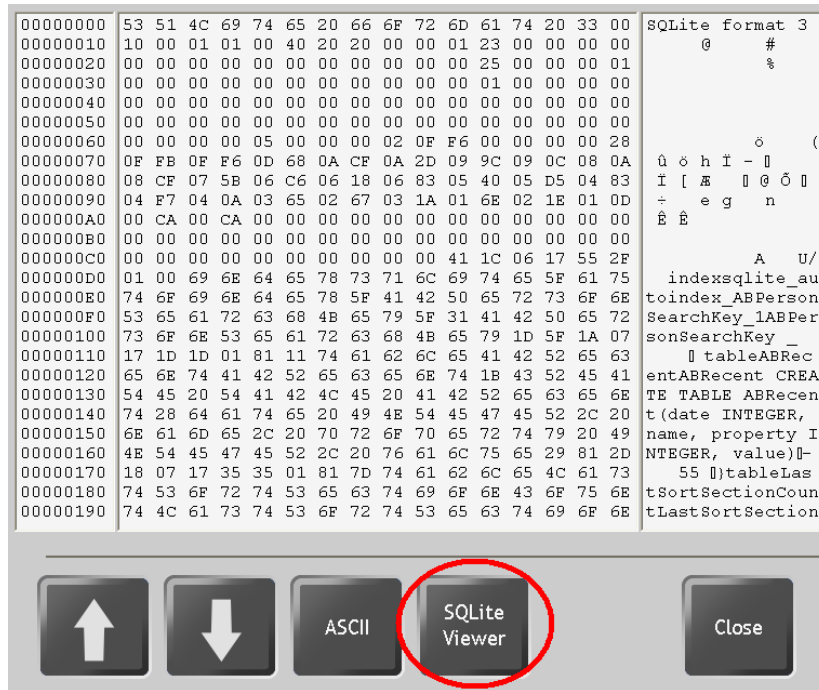 00000000 53 51 4C 69 74 65 20 66 6F 72 6D 61 74 20 33 00 SQLite format 3
00000010 10 00 01 01 00 40 20 20 00 00 01 23 00 00 00 00 @ #
00000020 00 00 00 00 00 00 00 00 00 00 00 25 00 00 00 01 %
00000030 00 00 00 00 00 00 00 00 00 00 00 01 00 00 00 00
00000040 00 00 00 00 00 00 00 00 00 00 00 00 00 00 00 00
00000050 00 00 00 00 00 00 00 00 00 00 00 00 00 00 00 00
00000060 00 00 00 00 05 00 00 00 02 0F F6 00 00 00 00 28 ö (
00000070 0F FB 0F F6 0D 68 0A CF 0A 2D 09 9C 09 0C 08 0A û ö h Ï -
00000080 08 CF 07 5B 06 C6 06 18 06 83 05 40 05 D5 04 83 Ï [ Æ @ Õ
00000090 04 F7 04 0A 03 65 02 67 03 1A 01 6E 02 1E 01 0D ÷ e g n
000000A0 00 CA 00 CA 00 00 00 00 00 00 00 00 00 00 00 00 Ê Ê
000000B0 00 00 00 00 00 00 00 00 00 00 00 00 00 00 00 00
000000C0 00 00 00 00 00 00 00 00 00 00 41 1C 06 17 55 2F A U/
000000D0 01 00 69 6E 64 65 78 73 71 6C 69 74 65 5F 61 75 indexsqlite_au
000000E0 74 6F 69 6E 64 65 78 5F 41 42 50 65 72 73 6F 6E toindex_ABPerson
000000F0 53 65 61 72 63 68 4B 65 79 5F 31 41 42 50 65 72 SearchKey_1ABPer
00000100 73 6F 6E 53 65 61 72 63 68 4B 65 79 1D 5F 1A 07 sonSearchKey _
00000110 17 1D 1D 01 81 11 74 61 62 6C 65 41 42 52 65 63 tableABRec
00000120 65 6E 74 41 42 52 65 63 65 6E 74 1B 43 52 45 41 entABRecent CREA
00000130 54 45 20 54 41 42 4C 45 20 41 42 52 65 63 65 6E TE TABLE ABRecen
00000140 74 28 64 61 74 65 20 49 4E 54 45 47 45 52 2C 20 t(date INTEGER,
00000150 6E 61 6D 65 2C 20 70 72 6F 70 65 72 74 79 20 49 name, property I
00000160 4E 54 45 47 45 52 2C 20 76 61 6C 75 65 29 81 2D NTEGER, value)-
00000170 18 07 17 35 35 01 81 7D 74 61 62 6C 65 4C 61 73 55 }tableLas
00000180 74 53 6F 72 74 53 65 63 74 69 6F 6E 43 6F 75 6E tSortSectionCoun
00000190 74 4C 61 73 74 53 6F 72 74 53 65 63 74 69 6F 6E tLastSortSection
ASCII
SQLite
Viewer
Close